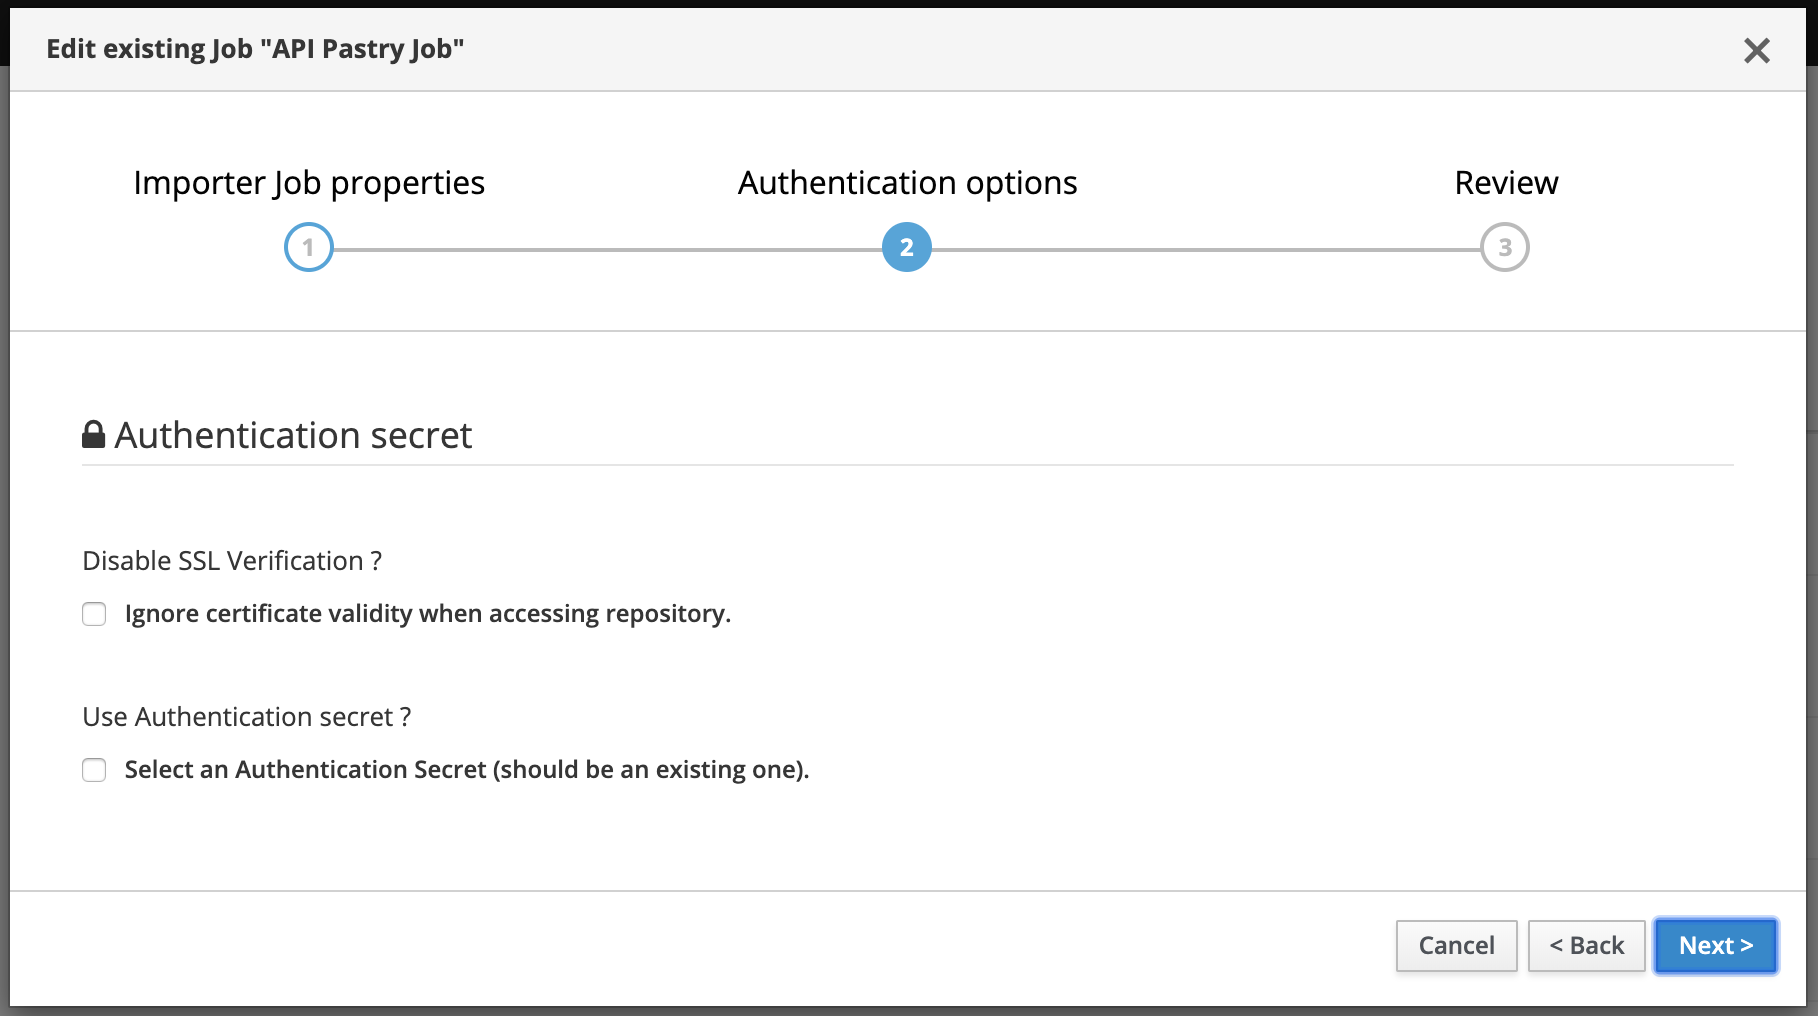 Edit existing Job "API Pastry Job"
Importer Job properties
Authentication options
Review
1
2
3
Authentication secret
Disable SSL Verification ?
Ignore certificate validity when accessing repository.
Use Authentication secret ?
Select an Authentication Secret (should be an existing one).
Cancel
< Back
Next >